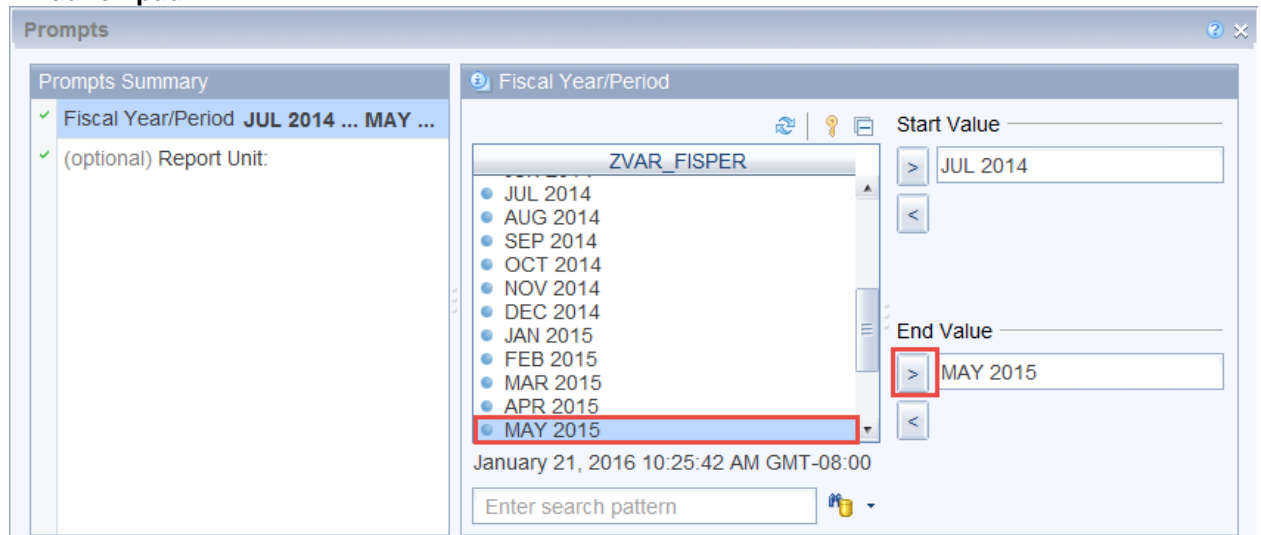 Prompts
Prompts Summary
Fiscal Year/Period JUL 2014 ... MAY ...
(optional) Report Unit:
Fiscal Year/Period
ZVAR_FISPER
JUL 2014
AUG 2014
SEP 2014
OCT 2014
NOV 2014
DEC 2014
JAN 2015
FEB 2015
MAR 2015
APR 2015
MAY 2015
January 21, 2016 10:25:42 AM GMT-08:00
Enter search pattern
Start Value
>
JUL 2014
<
End Value
>
MAY 2015
<